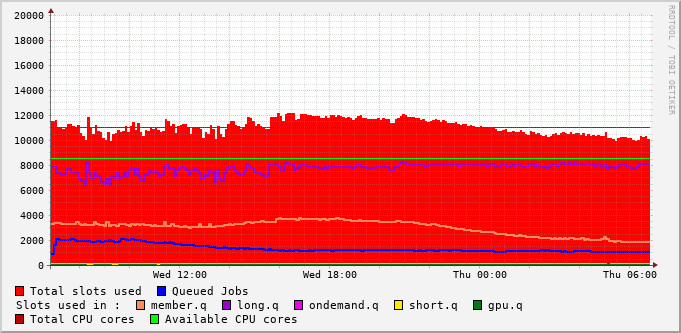 RRDTOOL / TOBI OETIKER
20000
18000
16000
14000
12000
10000
8000
6000
4000
2000
0
Wed 12:00 Wed 18:00 Thu 00:00 Thu 06:00
Total slots used Queued Jobs
Slots used in : member.q long.q ondemand.q short.q gpu.q
Total CPU cores Available CPU cores